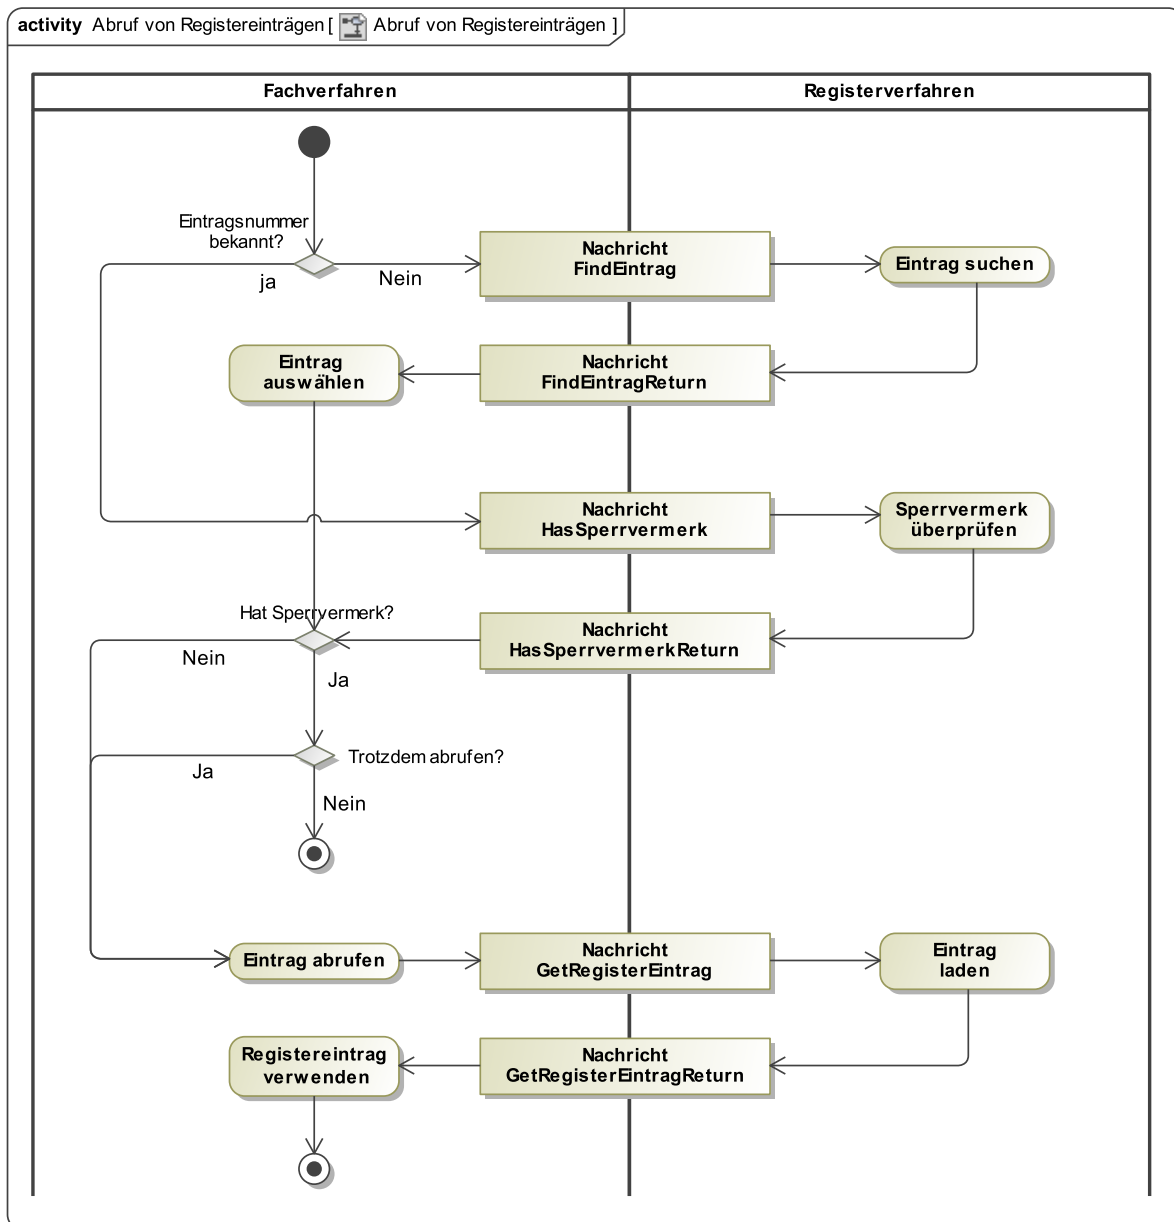 activity Abruf von Registereinträgen [ Abruf von Registereinträgen ]
Fachverfahren
Registerverfahren
Eintragsnummer
bekannt?
ja
Nein
Nachricht
FindEintrag
Eintrag suchen
Eintrag
auswählen
Nachricht
FindEintragReturn
Nachricht
HasSperrvermerk
Sperrvermerk
überprüfen
Hat Sperrvermerk?
Nein
Ja
Nachricht
HasSperrvermerkReturn
Trotzdem abrufen?
Ja
Nein
Eintrag abrufen
Nachricht
GetRegisterEintrag
Eintrag
laden
Registereintrag
verwenden
Nachricht
GetRegisterEintragReturn